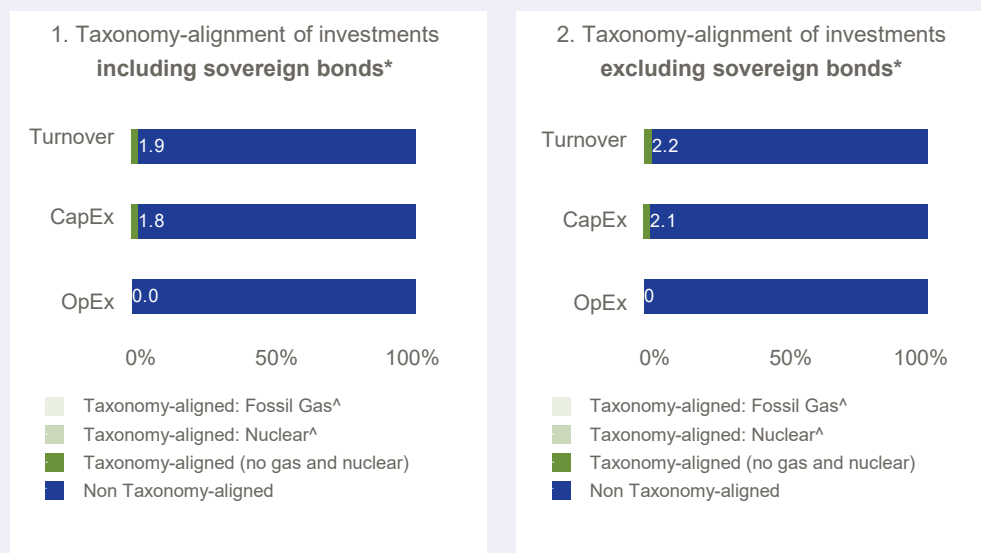 1. Taxonomy-alignment of investments
including sovereign bonds*
Turnover
1.9
CapEx
1.8
OpEx
0.0
0% 50% 100%
Taxonomy-aligned: Fossil Gas^
Taxonomy-aligned: Nuclear^
Taxonomy-aligned (no gas and nuclear)
Non Taxonomy-aligned
2. Taxonomy-alignment of investments
excluding sovereign bonds*
Turnover
2.2
CapEx
2.1
OpEx
0
0% 50% 100%
Taxonomy-aligned: Fossil Gas^
Taxonomy-aligned: Nuclear^
Taxonomy-aligned (no gas and nuclear)
Non Taxonomy-aligned